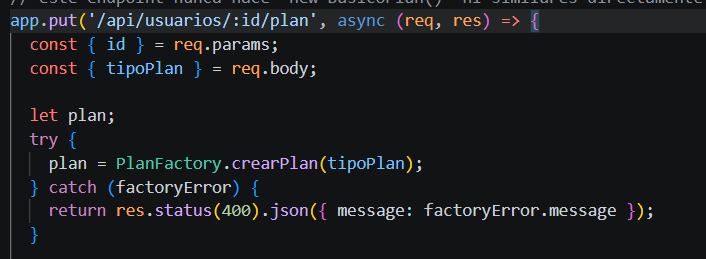 // Este endpoint nunca hace "new BasicoPlan()" ni similares directamente
app.put('/api/usuarios/:id/plan', async (req, res) => {
const { id } = req.params;
const { tipoPlan } = req.body;
let plan;
try {
plan = PlanFactory.crearPlan(tipoPlan);
} catch (factoryError) {
return res.status(400).json({ message: factoryError.message });
}